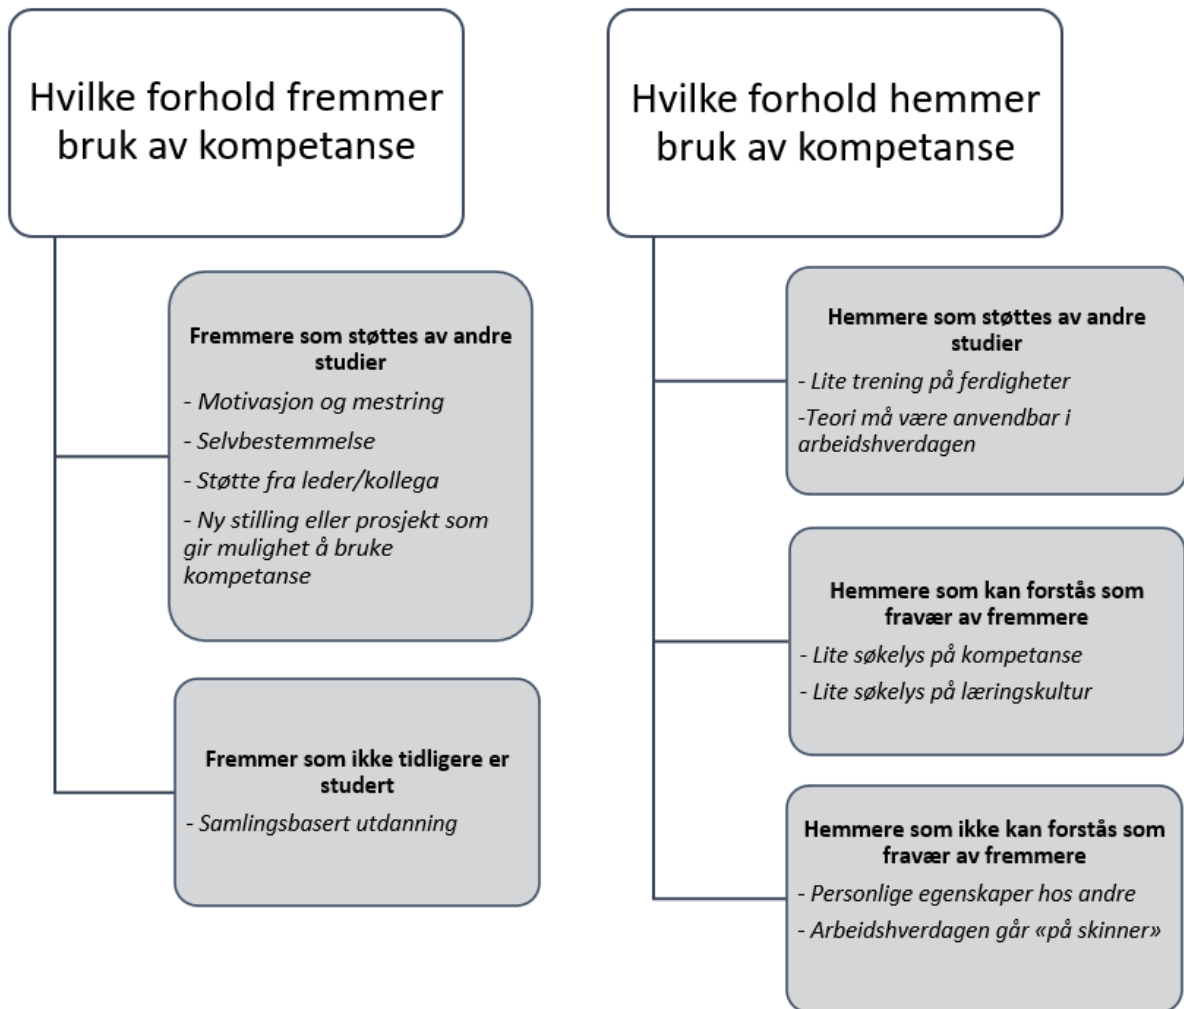 Hvilke forhold fremmer
bruk av kompetanse
Fremmere som støttes av andre
studier
- Motivasjon og mestring
- Selvbestemmelse
- Støtte fra leder/kollega
- Ny stilling eller prosjekt som
gir mulighet å bruke
kompetanse
Fremmer som ikke tidligere er
studert
- Samlingsbasert utdanning
Hvilke forhold hemmer
bruk av kompetanse
Hemmere som støttes av andre
studier
- Lite trening på ferdigheter
-Teori må være anvendbar i
arbeidshverdagen
Hemmere som kan forstås som
fravær av fremmere
- Lite søkelys på kompetanse
- Lite søkelys på læringskultur
Hemmere som ikke kan forstås som
fravær av fremmere
- Personlige egenskaper hos andre
- Arbeidshverdagen går «på skinner»